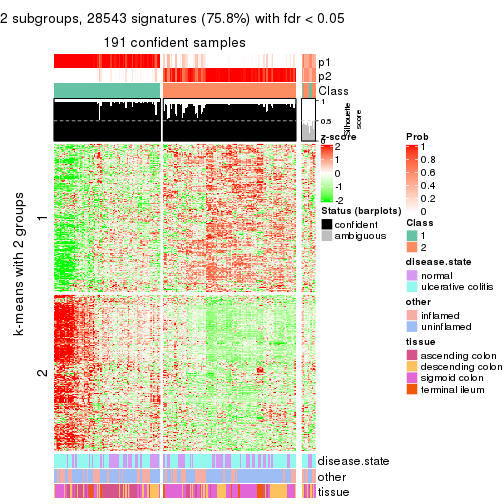 2 subgroups, 28543 signatures (75.8%) with fdr < 0.05
191 confident samples
p1
p2
Class
1
0.5
0
Silhouette
score
k-means with 2 groups
1
2
z-score
2
1
0
-1
-2
Status (barplots)
confident
ambiguous
Prob
1
0.8
0.6
0.4
0.2
0
Class
1
2
disease.state
normal
ulcerative colitis
other
inflamed
uninflamed
tissue
ascending colon
descending colon
sigmoid colon
terminal ileum
disease.state
other
tissue